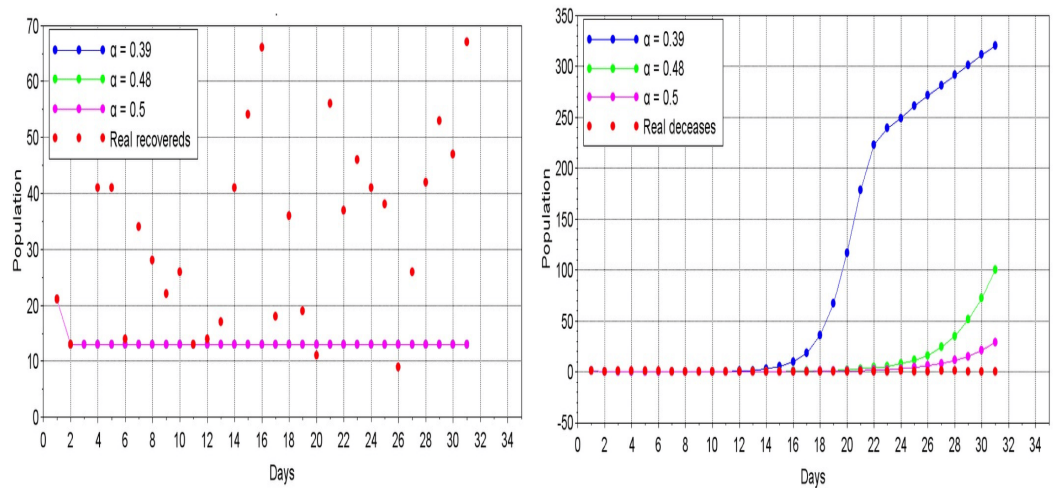 70
60
50
40
30
20
10
0
Population
α = 0.39
α = 0.48
α = 0.5
Real recovereds
0 2 4 6 8 10 12 14 16 18 20 22 24 26 28 30 32 34
Days
350
300
250
200
150
100
50
0
-50
Population
α = 0.39
α = 0.48
α = 0.5
Real deceases
0 2 4 6 8 10 12 14 16 18 20 22 24 26 28 30 32 34
Days